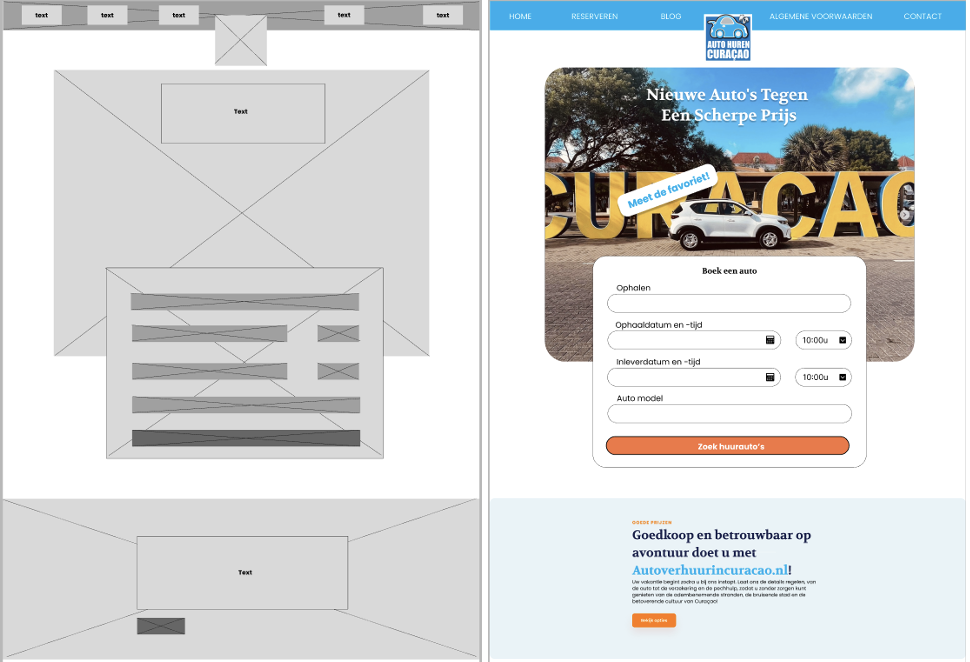 text
text
text
text
text
Text
Text
HOME
RESERVEREN
BLOG
ALGEMENE VOORWAARDEN
CONTACT
AUTO HUREN
CURAÇAO
Nieuwe Auto's Tegen
Een Scherpe Prijs
CURACAO
Meet de favoriet!
Boek een auto
Ophalen
Ophaaldatum en -tijd
10:00u
Inleverdatum en -tijd
10:00u
Auto model
Zoek huurauto's
GOEDE PRIJZEN
Goedkoop en betrouwbaar op
avontuur doet u met
Autoverhuurincuracao.nl!
Uw vakantie begint zodra u bij ons instapt. Laat ons de details regelen, van
de auto tot de verzekering en de pechhulp, zodat u zonder zorgen kunt
genieten van de adembenemende stranden, de bruisende stad en de
betoverende cultuur van Curaçao!
Bekijk opties